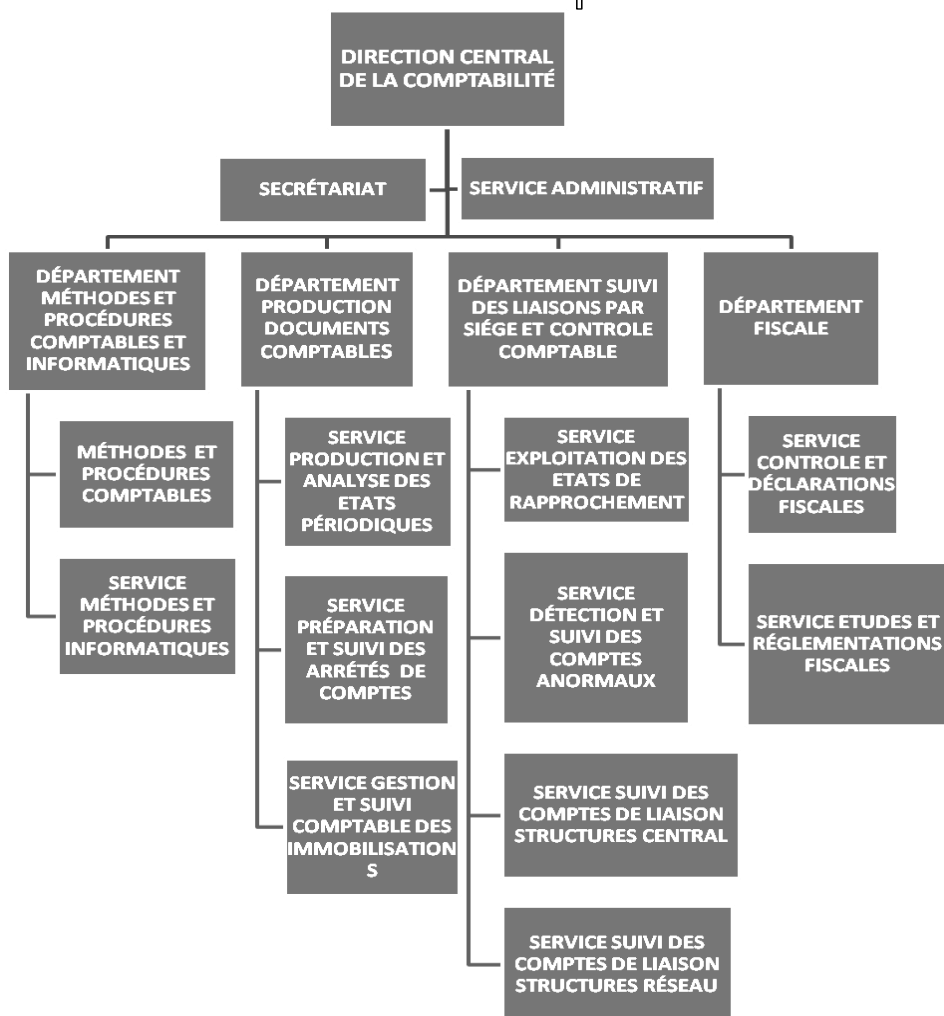 DIRECTION CENTRAL
DE LA COMPTABILITÉ
SECRÉTARIAT
SERVICE ADMINISTRATIF
DÉPARTEMENT
MÉTHODES ET
PROCÉDURES
COMPTABLES ET
INFORMATIQUES
MÉTHODES ET
PROCÉDURES
COMPTABLES
SERVICE
MÉTHODES ET
PROCÉDURES
INFORMATIQUES
DÉPARTEMENT
PRODUCTION
DOCUMENTS
COMPTABLES
SERVICE
PRODUCTION ET
ANALYSE DES
ETATS
PÉRIODIQUES
SERVICE
PRÉPARATION
ET SUIVI DES
ARRÉTÉS DE
COMPTES
SERVICE GESTION
ET SUIVI
COMPTABLE DES
IMMOBILISATION
S
DÉPARTEMENT SUIVI
DES LIAISONS PAR
SIÉGE ET CONTROLE
COMPTABLE
SERVICE
EXPLOITATION DES
ETATS DE
RAPPROCHEMENT
SERVICE
DÉTECTION ET
SUIVI DES
COMPTES
ANORMAUX
SERVICE SUIVI DES
COMPTES DE LIAISON
STRUCTURES CENTRAL
SERVICE SUIVI DES
COMPTES DE LIAISON
STRUCTURES RÉSEAU
DÉPARTEMENT
FISCALE
SERVICE
CONTROLE ET
DÉCLARATIONS
FISCALES
SERVICE ETUDES ET
RÉGLEMENTATIONS
FISCALES